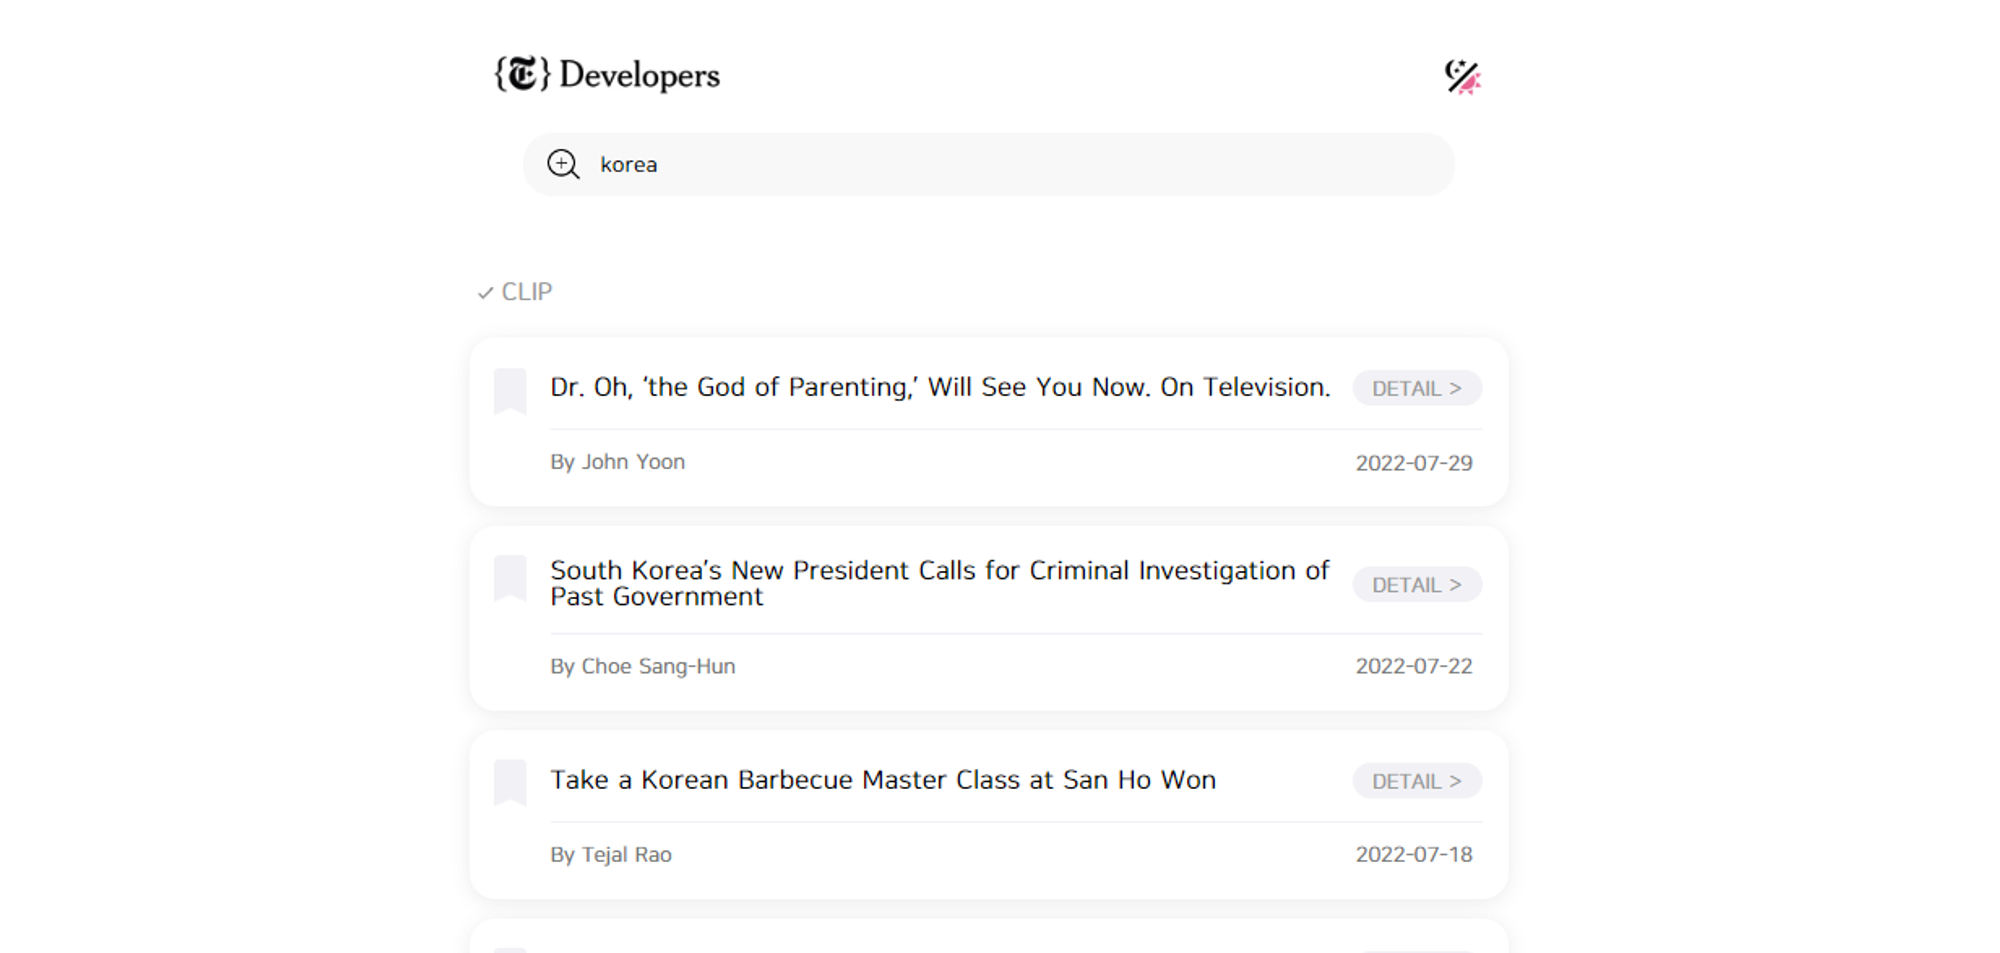 {T} Developers
korea
✓ CLIP
Dr. Oh, ‘the God of Parenting,’ Will See You Now. On Television.
DETAIL >
By John Yoon
2022-07-29
South Korea’s New President Calls for Criminal Investigation of
Past Government
DETAIL >
By Choe Sang-Hun
2022-07-22
Take a Korean Barbecue Master Class at San Ho Won
DETAIL >
By Tejal Rao
2022-07-18